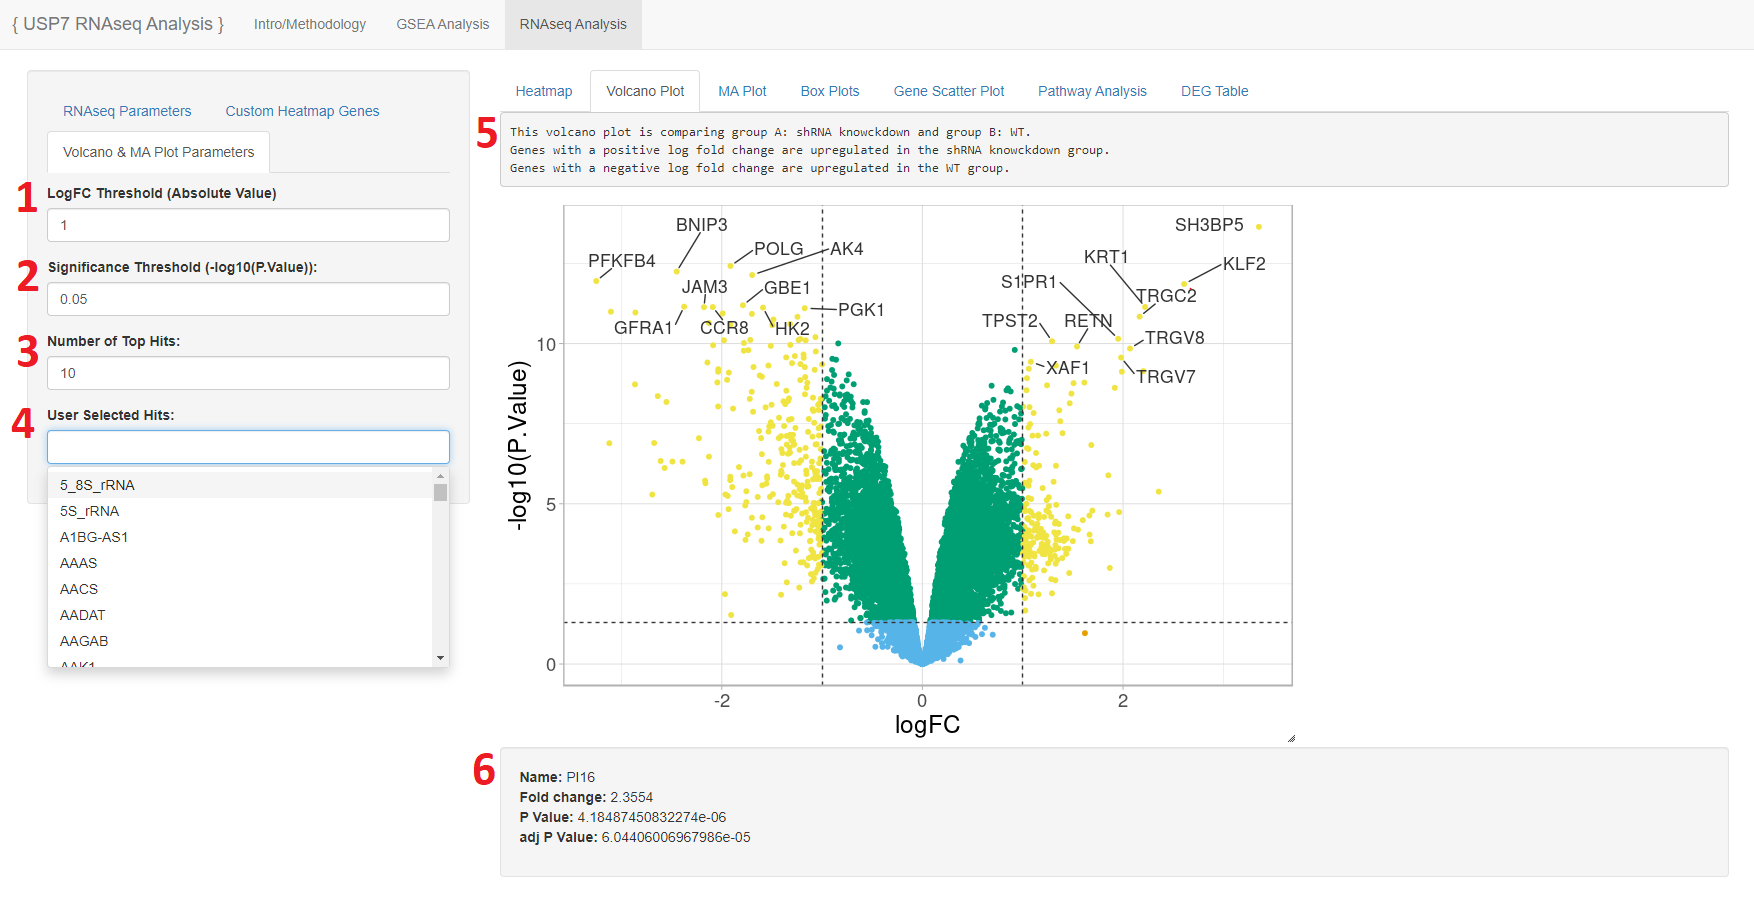 { USP7 RNAseq Analysis } Intro/Methodology GSEA Analysis RNAseq Analysis
RNAseq Parameters Custom Heatmap Genes
Volcano & MA Plot Parameters
1 LogFC Threshold (Absolute Value)
1
2 Significance Threshold (-log10(P.Value)):
0.05
3 Number of Top Hits:
10
4 User Selected Hits:
5_8S_rRNA
5S_rRNA
A1BG-AS1
AAAS
AACS
AADAT
AAGAB
AAK1
Heatmap Volcano Plot MA Plot Box Plots Gene Scatter Plot Pathway Analysis DEG Table
5
This volcano plot is comparing group A: shRNA knowckdown and group B: WT.
Genes with a positive log fold change are upregulated in the shRNA knowckdown group.
Genes with a negative log fold change are upregulated in the WT group.
BNIP3 SH3BP5
POLG AK4
PFKFB4 KRT1 KLF2
JAM3 GBE1 S1PR1 TRGC2
PGK1
GFRA1 CCR8 HK2 TPST2 RETN
TRGV8
XAF1 TRGV7
10
5
0
-log10(P.Value)
-2 0 2
logFC
6
Name: PI16
Fold change: 2.3554
P Value: 4.18487450832274e-06
adj P Value: 6.04406006967986e-05